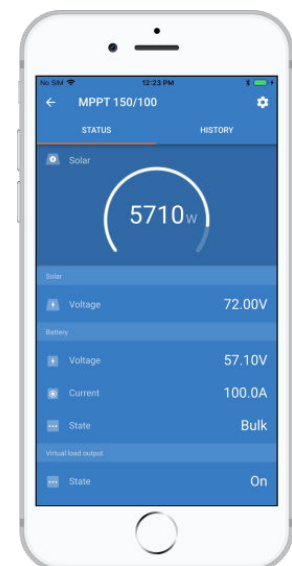 No SIM 12:23 PM
MPPT 150/100
STATUS HISTORY
Solar
5710W
Solar
Voltage 72.00V
Battery
Voltage 57.10V
Current 100.0A
State Bulk
Virtual load output
State On